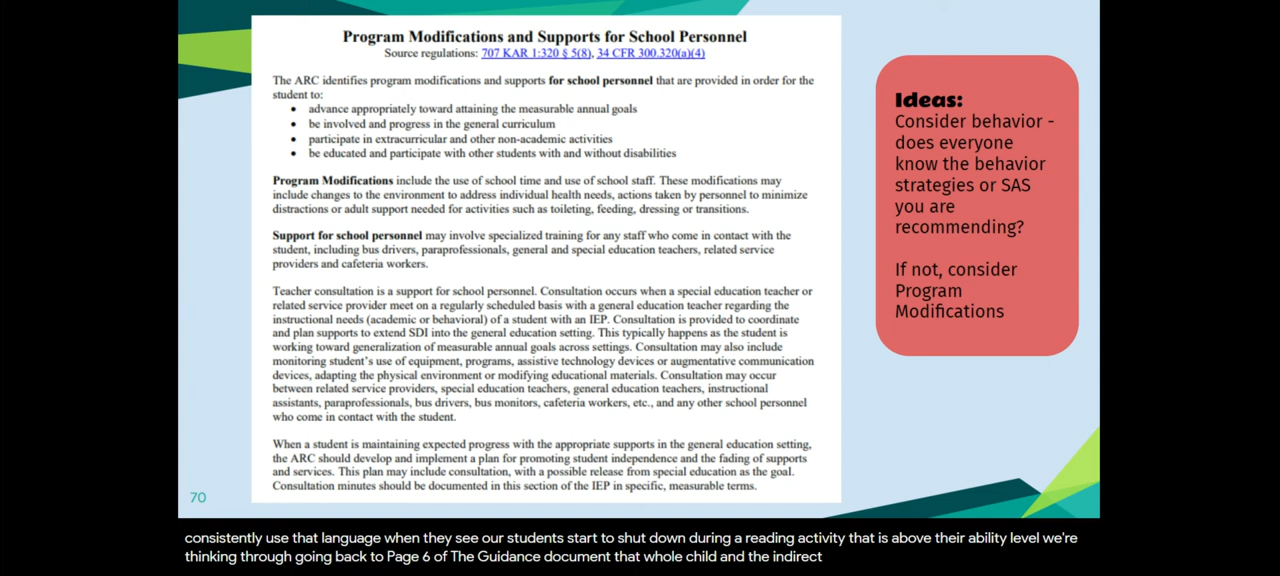 Program Modifications and Supports for School Personnel
Source regulations: 707 KAR 1:320 § 5(8), 34 CFR 300.320(a)(4)
The ARC identifies program modifications and supports for school personnel that are provided in order for the
student to:
• advance appropriately toward attaining the measurable annual goals
• be involved and progress in the general curriculum
• participate in extracurricular and other non-academic activities
• be educated and participate with other students with and without disabilities
Program Modifications include the use of school time and use of school staff. These modifications may
include changes to the environment to address individual health needs, actions taken by personnel to minimize
distractions or adult support needed for activities such as toileting, feeding, dressing or transitions.
Support for school personnel may involve specialized training for any staff who come in contact with the
student, including bus drivers, paraprofessionals, general and special education teachers, related service
providers and cafeteria workers.
Teacher consultation is a support for school personnel. Consultation occurs when a special education teacher or
related service provider meet on a regularly scheduled basis with a general education teacher regarding the
instructional needs (academic or behavioral) of a student with an IEP. Consultation is provided to coordinate
and plan supports to extend SDI into the general education setting. This typically happens as the student is
working toward generalization of measurable annual goals across settings. Consultation may also include
monitoring student's use of equipment, programs, assistive technology devices or augmentative communication
devices, adapting the physical environment or modifying educational materials. Consultation may occur
between related service providers, special education teachers, general education teachers, instructional
assistants, paraprofessionals, bus drivers, bus monitors, cafeteria workers, etc., and any other school personnel
who come in contact with the student.
When a student is maintaining expected progress with the appropriate supports in the general education setting,
the ARC should develop and implement a plan for promoting student independence and the fading of supports
and services. This plan may include consultation, with a possible release from special education as the goal.
Consultation minutes should be documented in this section of the IEP in specific, measurable terms.
Ideas:
Consider behavior -
does everyone
know the behavior
strategies or SAS
you are
recommending?
If not, consider
Program
Modifications
70
consistently use that language when they see our students start to shut down during a reading activity that is above their ability level we're
thinking through going back to Page 6 of The Guidance document that whole child and the indirect